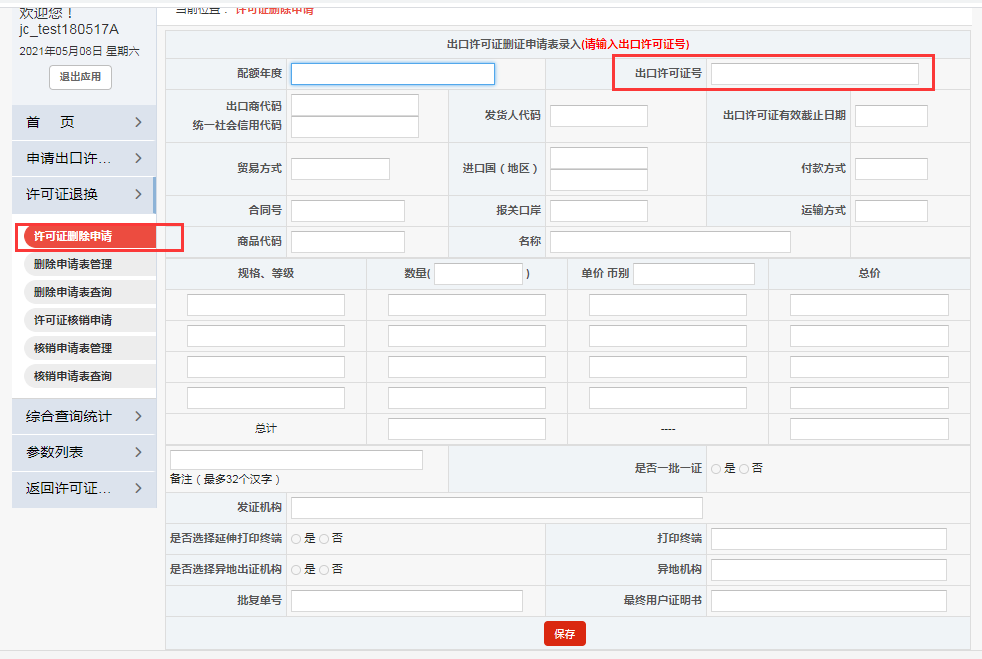 欢迎您！
jc_test180517A
2021年05月08日 星期六
退出应用
首 页
申请出口许...
许可证退换
许可证删除申请
删除申请表管理
删除申请表查询
许可证核销申请
核销申请表管理
核销申请表查询
综合查询统计
参数列表
返回许可证...
当前位置： 许可证删除申请
出口许可证删证申请表录入(请输入出口许可证号)
配额年度 出口许可证号
出口商代码
统一社会信用代码 发货人代码 出口许可证有效截止日期
贸易方式 进口国（地区） 付款方式
合同号 报关口岸 运输方式
商品代码 名称
规格、等级 数量( ) 单价 币别 总价
总计 ----
备注（最多32个汉字） 是否一批一证 是 否
发证机构
是否选择延伸打印终端 是 否 打印终端
是否选择异地出证机构 是 否 异地机构
批复单号 最终用户证明书
保存